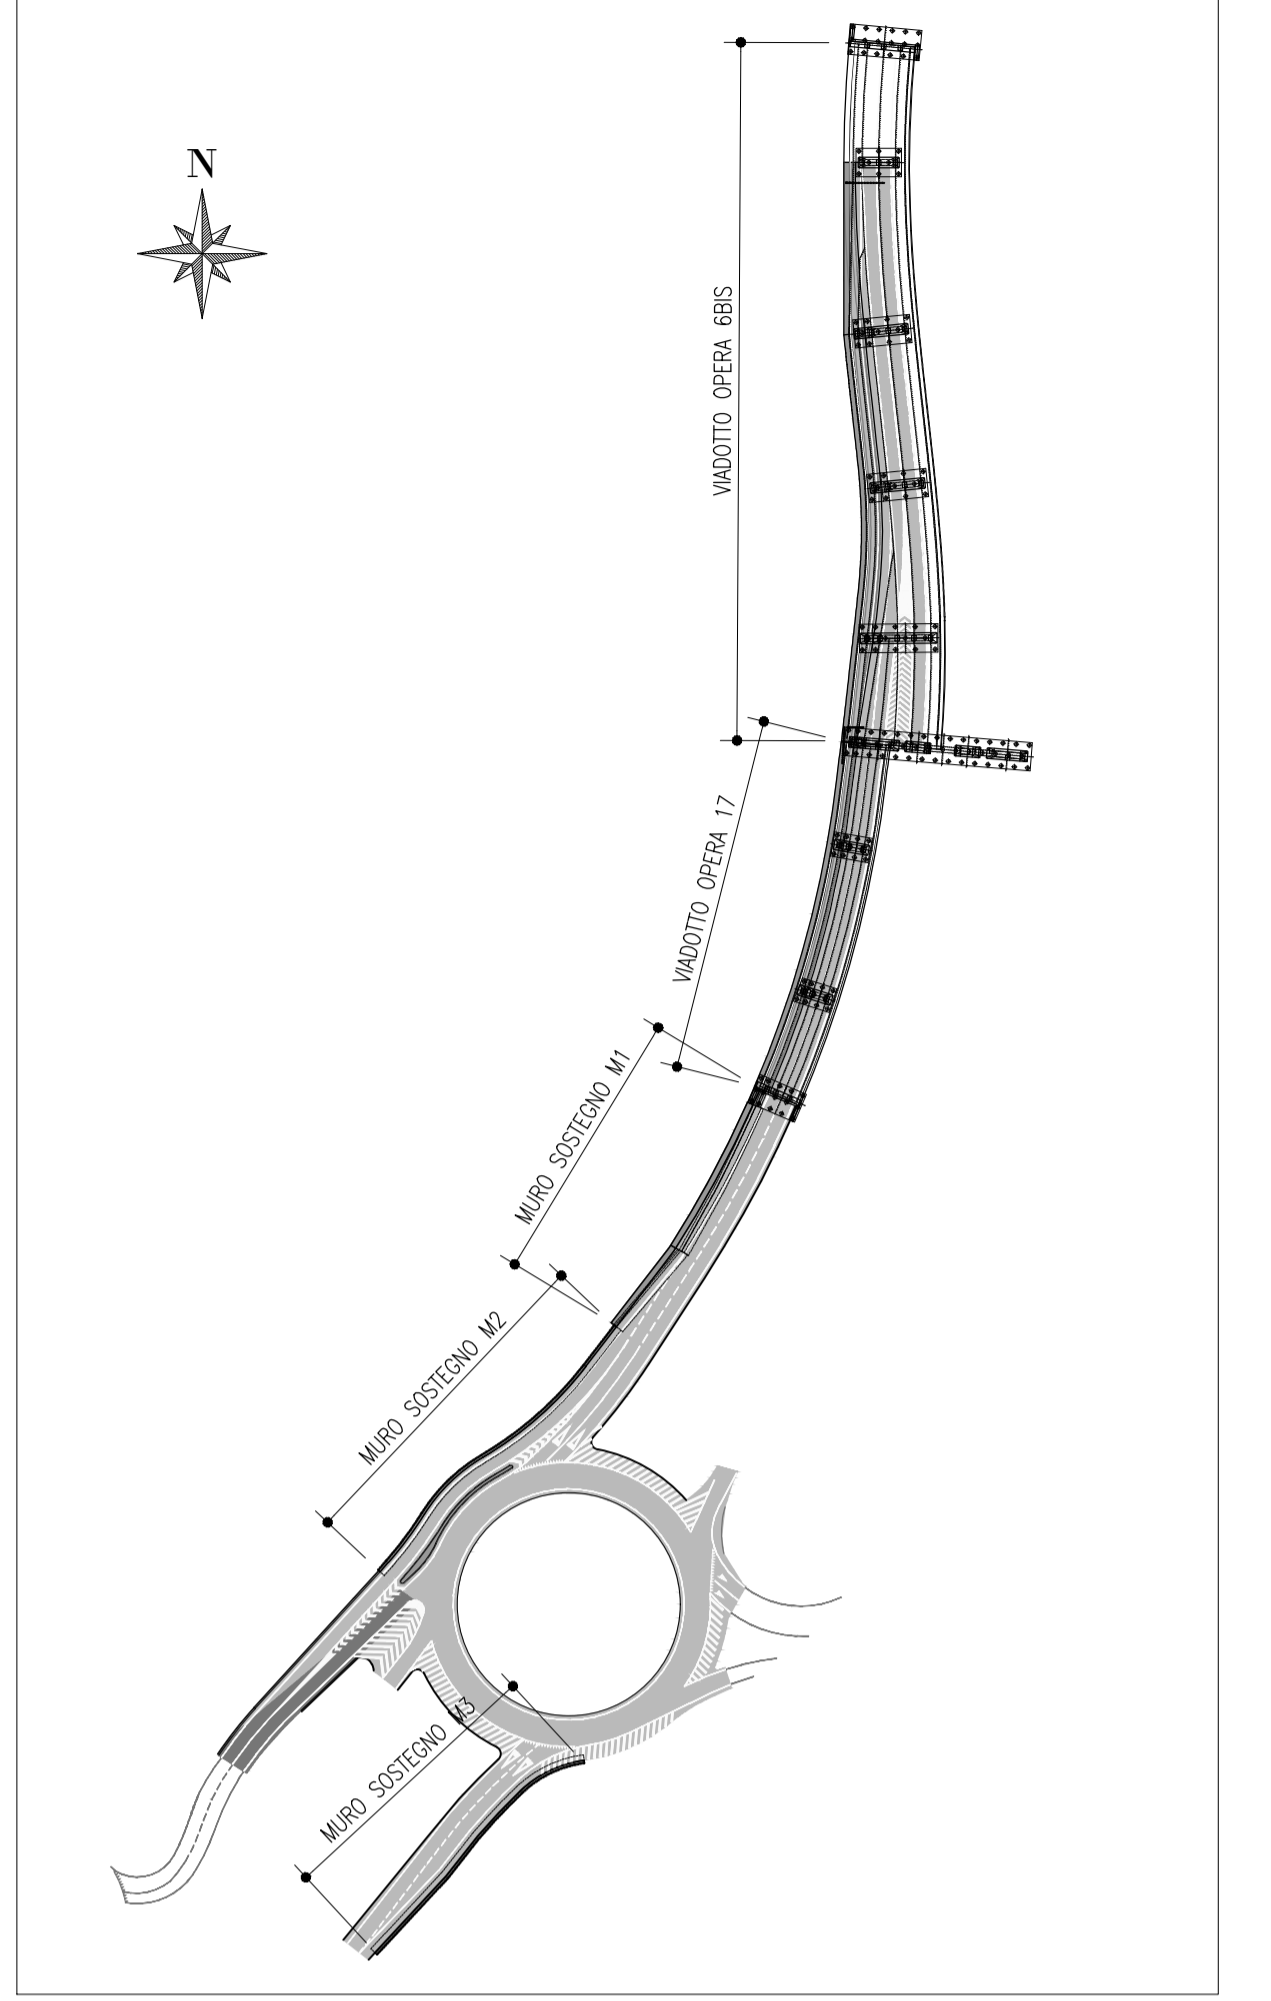 N
VIADOTTO OPERA 6BIS
VIADOTTO OPERA 17
MURO SOSTEGNO M1
MURO SOSTEGNO M2
MURO SOSTEGNO M3